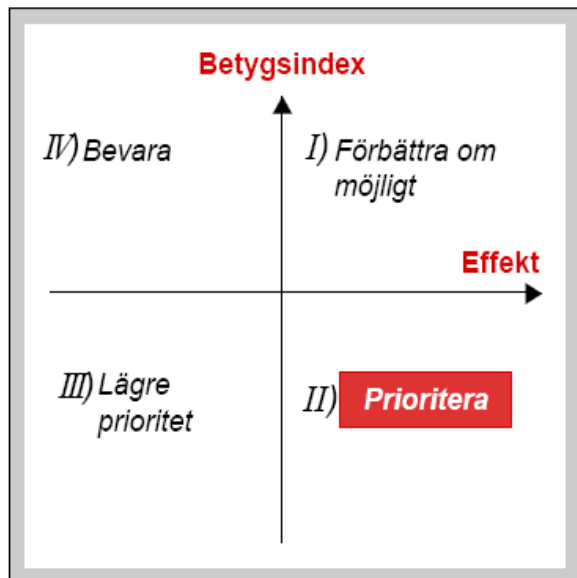 Betygsindex
IV) Bevara
I) Förbättra om
möjligt
Effekt
III) Lägre
prioritet
II) Prioritera